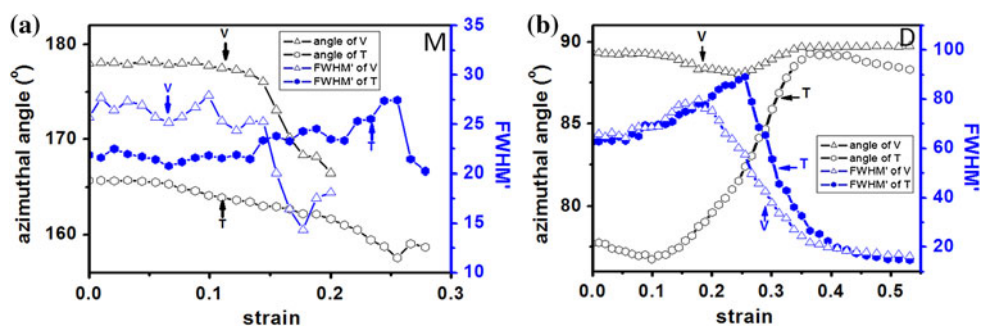 (a)
M
azimuthal angle (°)
180
170
160
V
V
T
T
angle of V
angle of T
FWHM' of V
FWHM' of T
40
35
30
25
20
15
10
FWHM'
0.0 0.1 0.2 0.3
strain
(b)
D
azimuthal angle (°)
90
85
80
V
T
T
V
angle of V
angle of T
FWHM' of V
FWHM' of T
100
80
60
40
20
FWHM'
0.0 0.1 0.2 0.3 0.4 0.5
strain